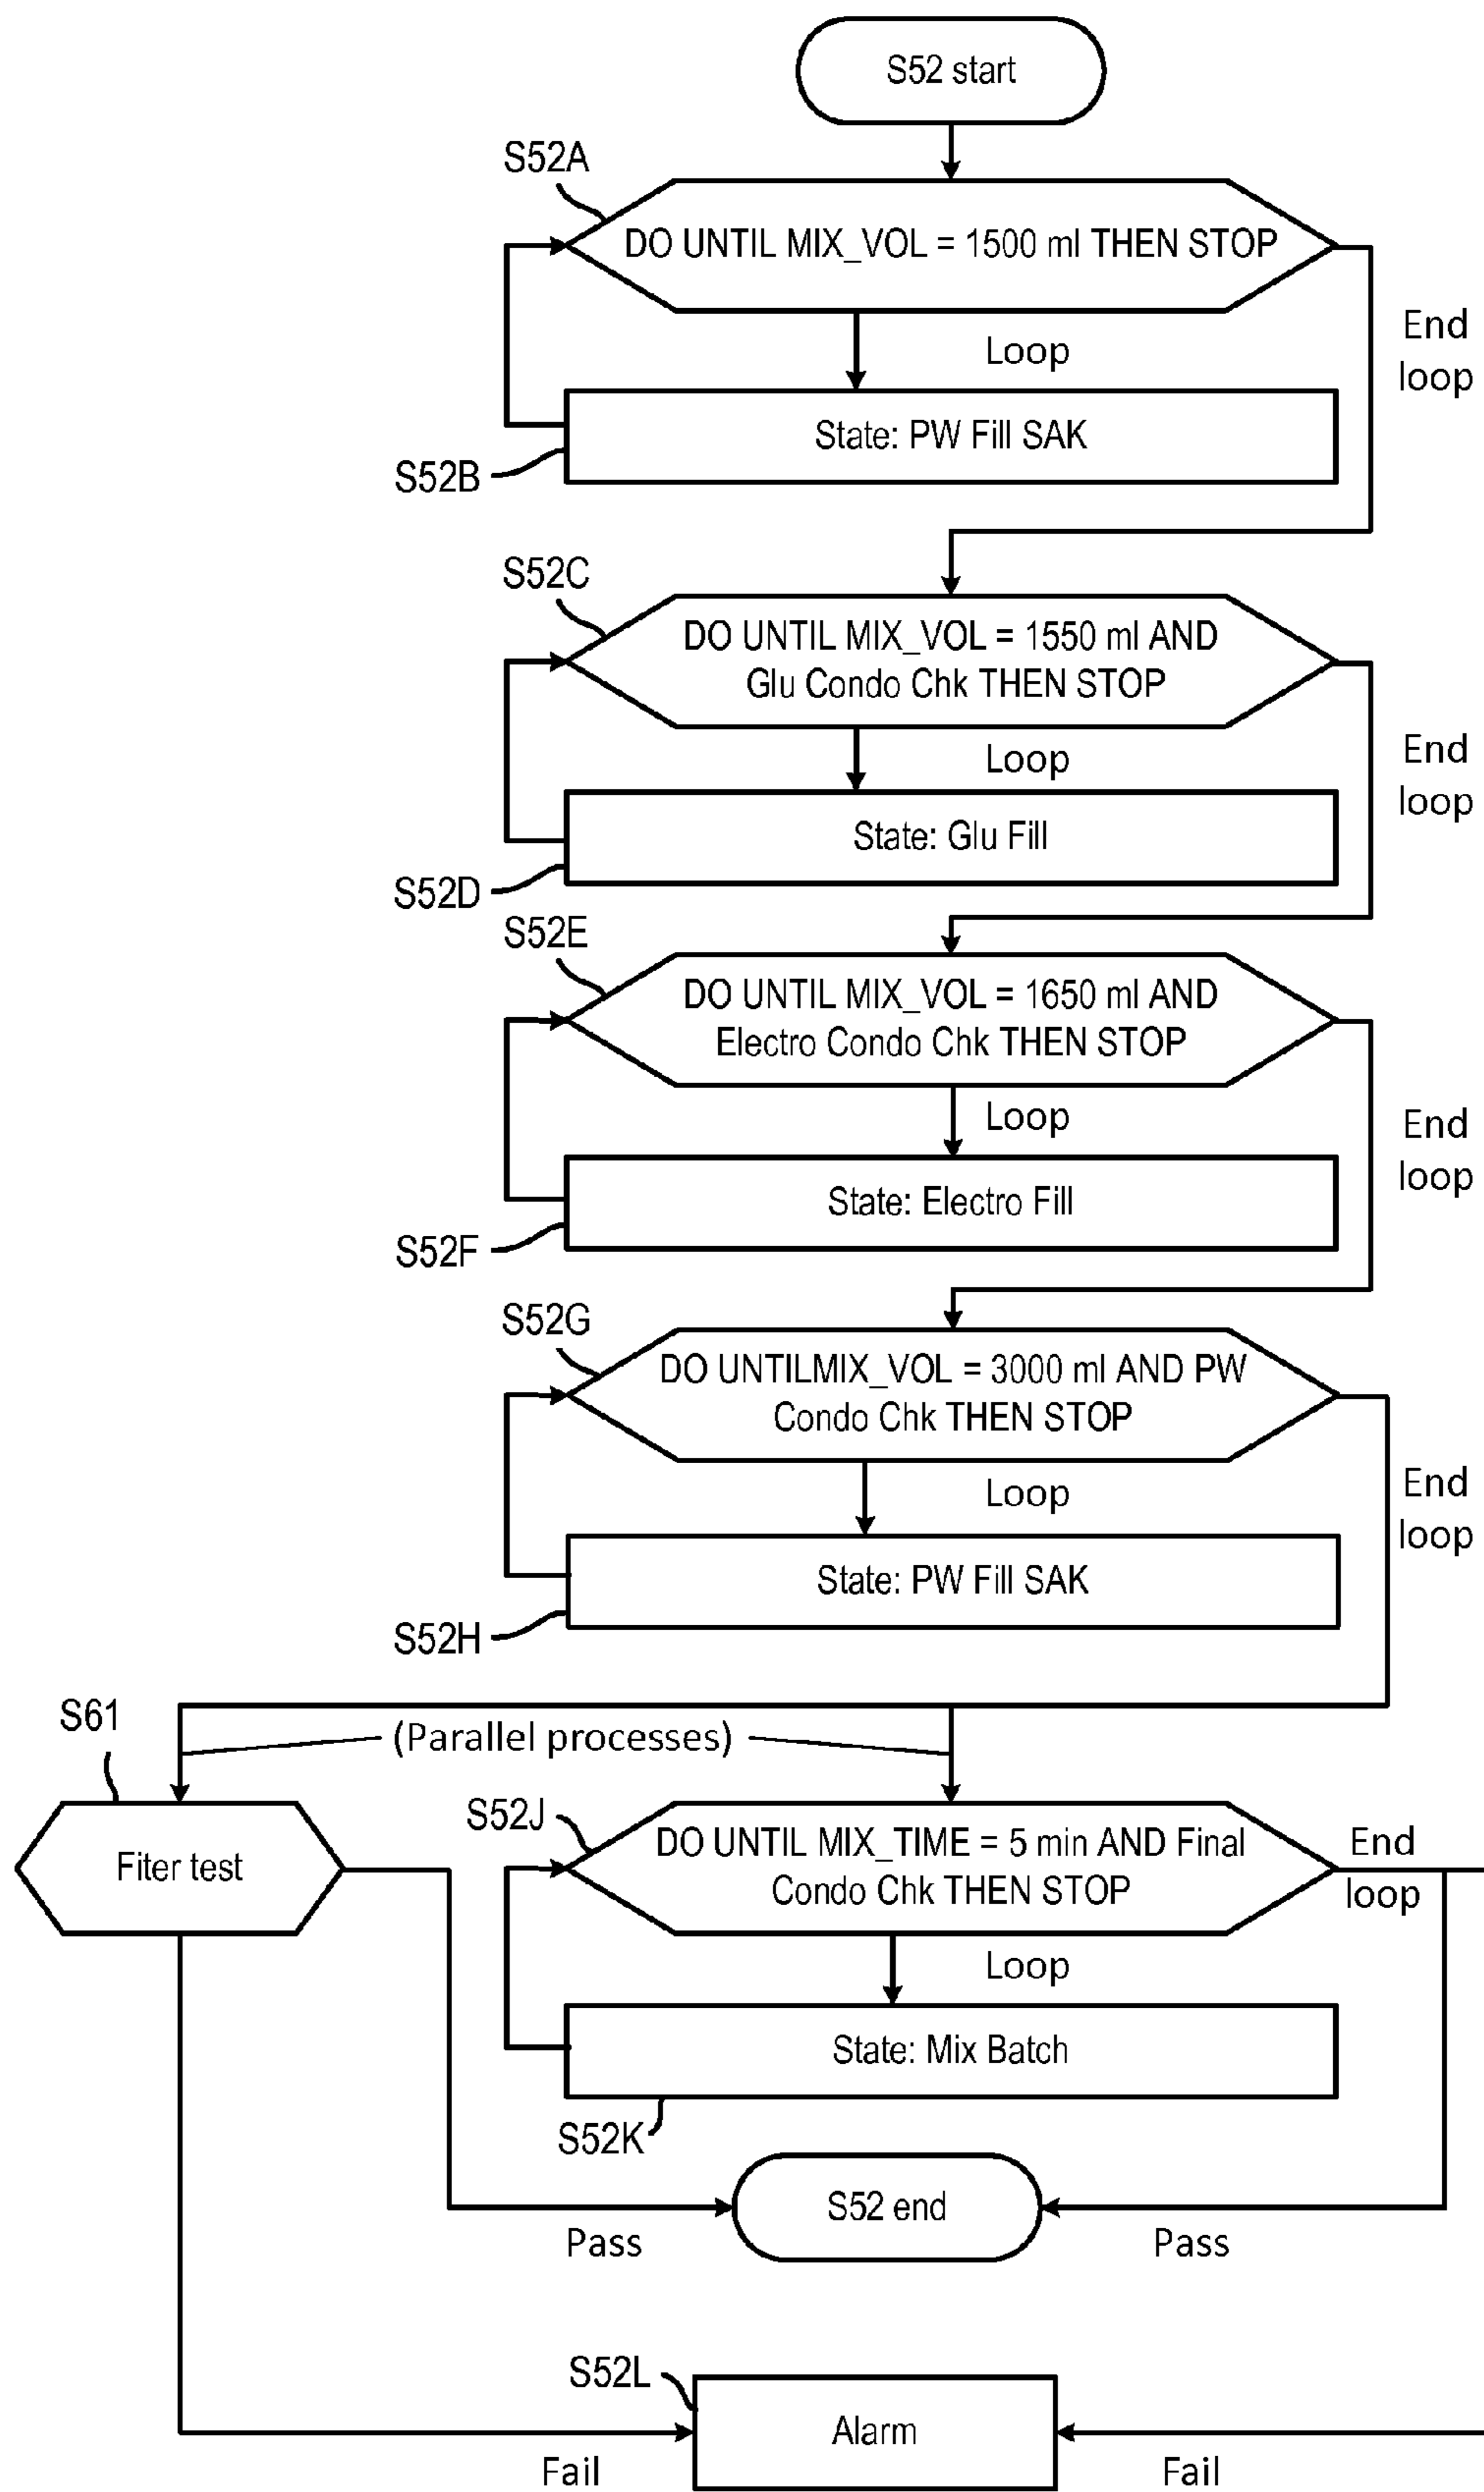 S52 start
S52A
DO UNTIL MIX_VOL = 1500 ml THEN STOP
Loop
End
loop
State: PW Fill SAK
S52B
S52C
DO UNTIL MIX_VOL = 1550 ml AND
Glu Condo Chk THEN STOP
Loop
End
loop
State: Glu Fill
S52D
S52E
DO UNTIL MIX_VOL = 1650 ml AND
Electro Condo Chk THEN STOP
Loop
End
loop
State: Electro Fill
S52F
S52G
DO UNTILMIX_VOL = 3000 ml AND PW
Condo Chk THEN STOP
Loop
End
loop
State: PW Fill SAK
S52H
S61
(Parallel processes)
Fiter test
S52J
DO UNTIL MIX_TIME = 5 min AND Final
Condo Chk THEN STOP
End
loop
Loop
State: Mix Batch
S52K
S52 end
Pass
Pass
S52L
Alarm
Fail
Fail